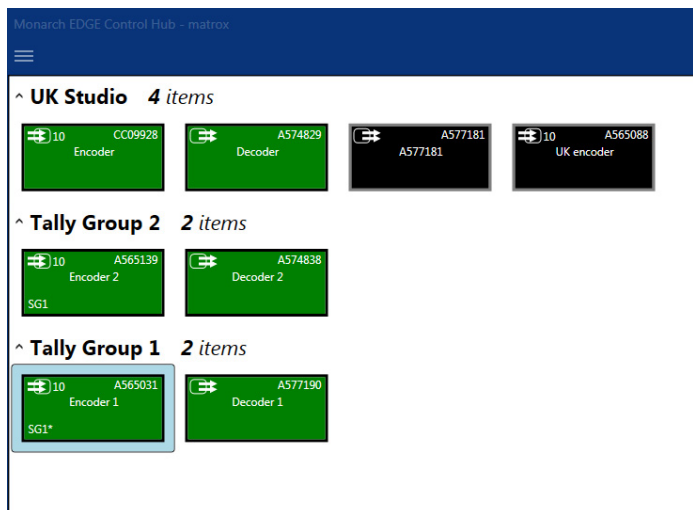 Monarch EDGE Control Hub - matrox
UK Studio 4 items
10 CC09928
Encoder
A574829
Decoder
A577181
A577181
10 A565088
UK encoder
Tally Group 2 2 items
10 A565139
Encoder 2
SG1
A574838
Decoder 2
Tally Group 1 2 items
10 A565031
Encoder 1
SG1*
A577190
Decoder 1